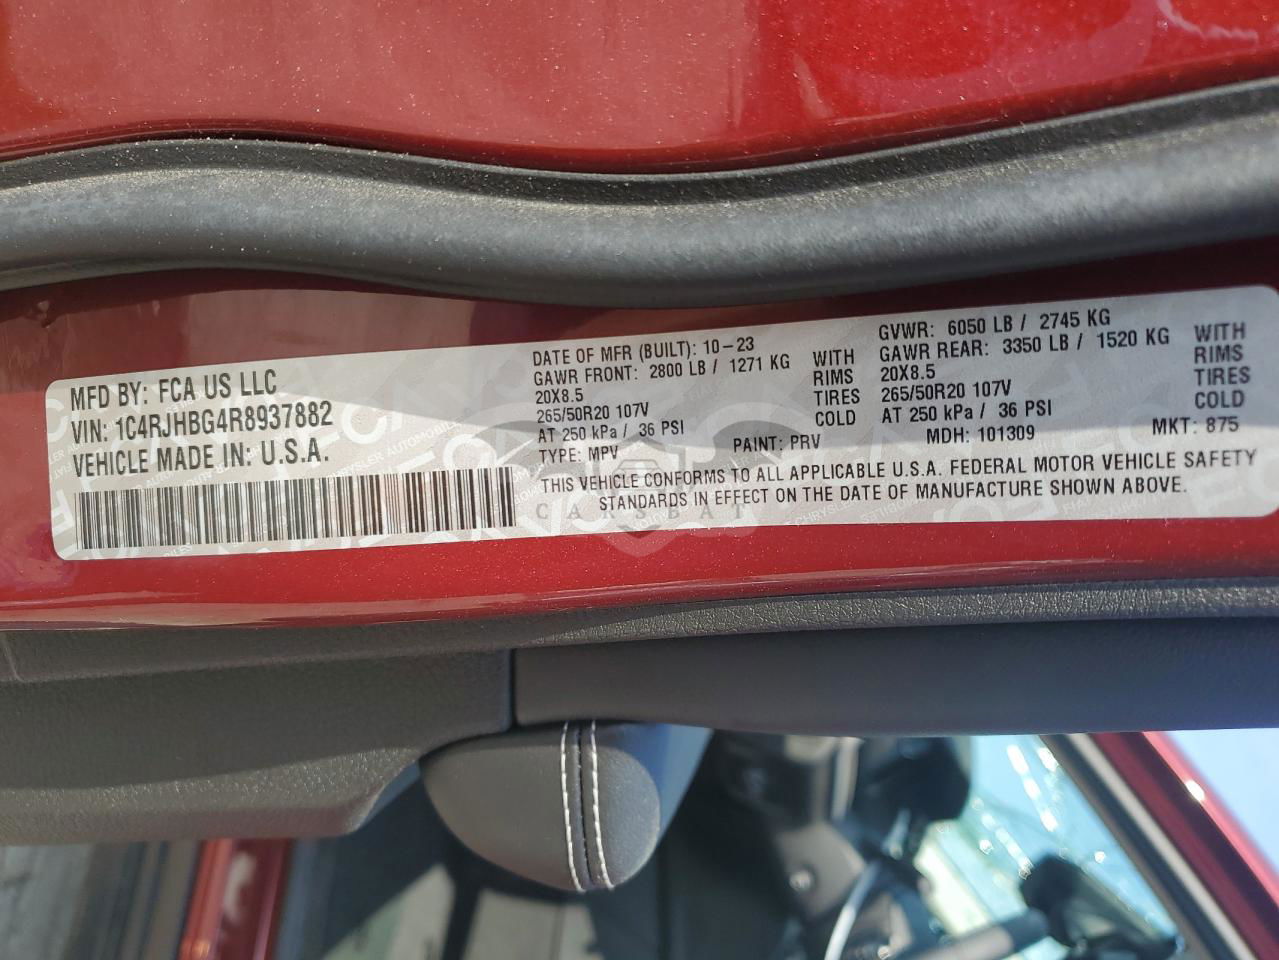 MFD BY: FCA US LLC
VIN: 1C4RJHBG4R8937882
VEHICLE MADE IN: U.S.A.
DATE OF MFR (BUILT): 10-23
GAWR FRONT: 2800 LB / 1271 KG
20X8.5
265/50R20 107V
AT 250 kPa / 36 PSI
WITH
RIMS
TIRES
COLD
GVWR: 6050 LB / 2745 KG
GAWR REAR: 3350 LB / 1520 KG
20X8.5
265/50R20 107V
AT 250 kPa / 36 PSI
WITH
RIMS
TIRES
COLD
TYPE: MPV PAINT: PRV MDH: 101309 MKT: 875
THIS VEHICLE CONFORMS TO ALL APPLICABLE U.S.A. FEDERAL MOTOR VEHICLE SAFETY
STANDARDS IN EFFECT ON THE DATE OF MANUFACTURE SHOWN ABOVE.
CARSBAT